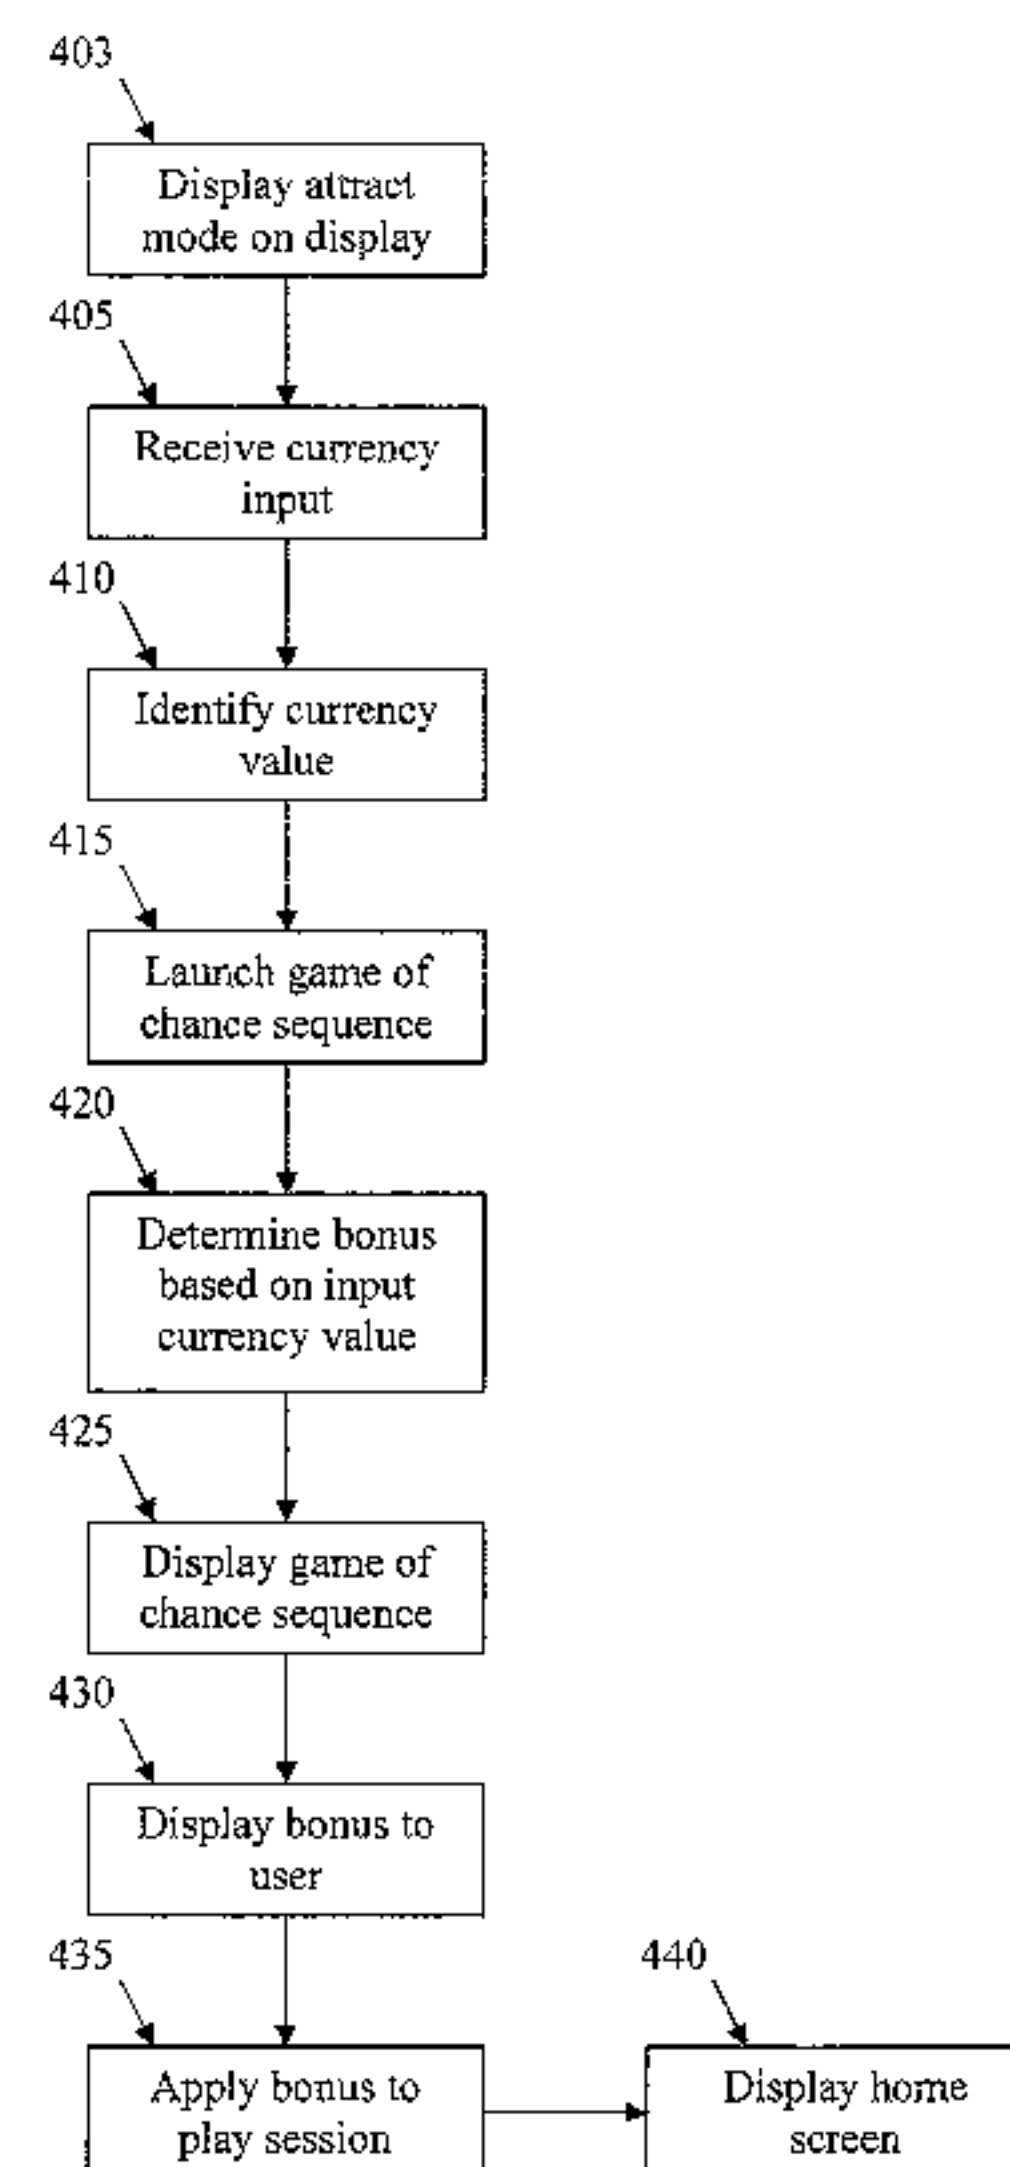 403
Display attract
mode on display
405
Receive currency
input
410
Identify currency
value
415
Launch game of
chance sequence
420
Determine bonus
based on input
currency value
425
Display game of
chance sequence
430
Display bonus to
user
435
Apply bonus to
play session
440
Display home
screen